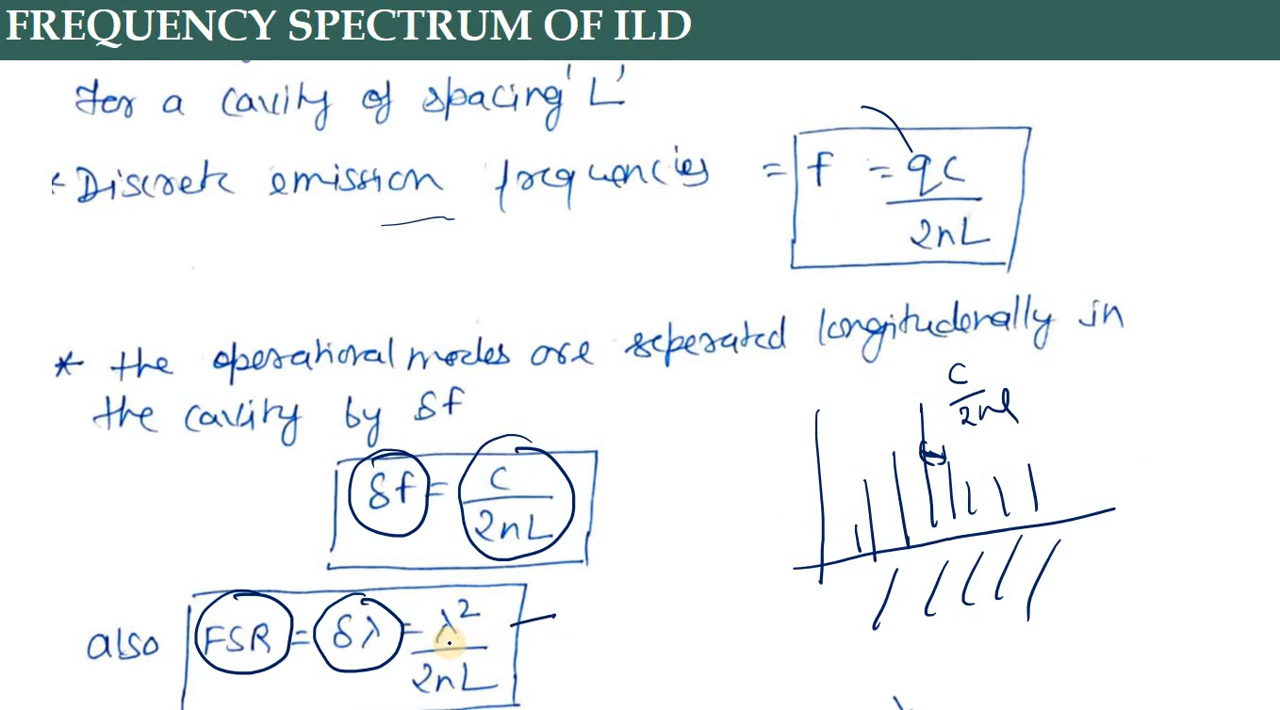 FREQUENCY SPECTRUM OF ILD
for a cavity of spacing 'L'
Discrete emission frequencies = f = qc / 2nL
* the operational modes are seperated longitudenally in
the cavity by δf
c / 2nl
δf = c / 2nL
also FSR = δλ = λ² / 2nL